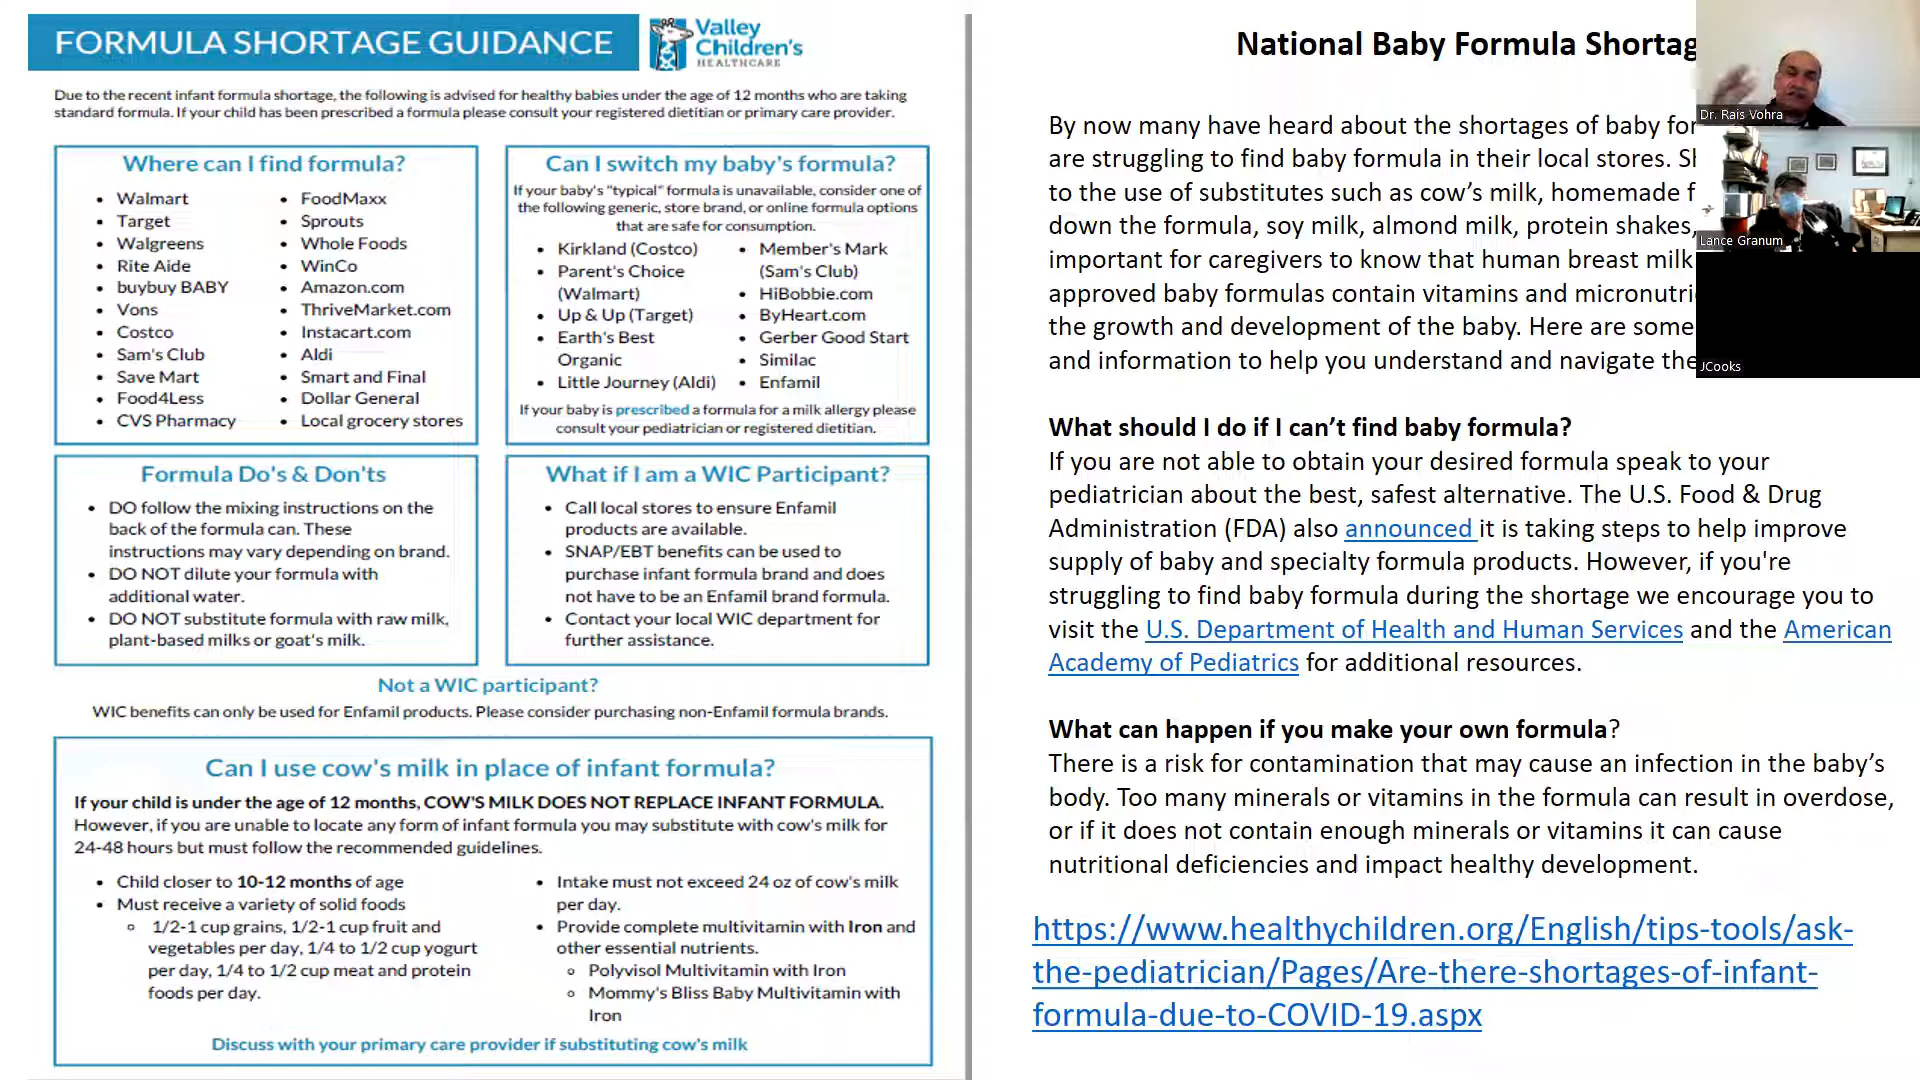 FORMULA SHORTAGE GUIDANCE
Valley
Children's
HEALTHCARE
Due to the recent infant formula shortage, the following is advised for healthy babies under the age of 12 months who are taking
standard formula. If your child has been prescribed a formula please consult your registered dietitian or primary care provider.
Where can I find formula?
• Walmart
• Target
• Walgreens
• Rite Aide
• buybuy BABY
• Vons
• Costco
• Sam's Club
• Save Mart
• Food4Less
• CVS Pharmacy
• FoodMaxx
• Sprouts
• Whole Foods
• WinCo
• Amazon.com
• ThriveMarket.com
• Instacart.com
• Aldi
• Smart and Final
• Dollar General
• Local grocery stores
Can I switch my baby's formula?
If your baby's "typical" formula is unavailable, consider one of
the following generic, store brand, or online formula options
that are safe for consumption.
• Kirkland (Costco)
• Parent's Choice
(Walmart)
• Up & Up (Target)
• Earth's Best
Organic
• Little Journey (Aldi)
• Member's Mark
(Sam's Club)
• HiBobbie.com
• ByHeart.com
• Gerber Good Start
• Similac
• Enfamil
If your baby is prescribed a formula for a milk allergy please
consult your pediatrician or registered dietitian.
Formula Do's & Don'ts
• DO follow the mixing instructions on the
back of the formula can. These
instructions may vary depending on brand.
• DO NOT dilute your formula with
additional water.
• DO NOT substitute formula with raw milk,
plant-based milks or goat's milk.
What if I am a WIC Participant?
• Call local stores to ensure Enfamil
products are available.
• SNAP/EBT benefits can be used to
purchase infant formula brand and does
not have to be an Enfamil brand formula.
• Contact your local WIC department for
further assistance.
Not a WIC participant?
WIC benefits can only be used for Enfamil products. Please consider purchasing non-Enfamil formula brands.
Can I use cow's milk in place of infant formula?
If your child is under the age of 12 months, COW'S MILK DOES NOT REPLACE INFANT FORMULA.
However, if you are unable to locate any form of infant formula you may substitute with cow's milk for
24-48 hours but must follow the recommended guidelines.
• Child closer to 10-12 months of age
• Must receive a variety of solid foods
◦ 1/2-1 cup grains, 1/2-1 cup fruit and
vegetables per day, 1/4 to 1/2 cup yogurt
per day, 1/4 to 1/2 cup meat and protein
foods per day.
• Intake must not exceed 24 oz of cow's milk
per day.
• Provide complete multivitamin with Iron and
other essential nutrients.
◦ Polyvisol Multivitamin with Iron
◦ Mommy's Bliss Baby Multivitamin with
Iron
Discuss with your primary care provider if substituting cow's milk
National Baby Formula Shortag
By now many have heard about the shortages of baby for
are struggling to find baby formula in their local stores. Sh
to the use of substitutes such as cow’s milk, homemade f
down the formula, soy milk, almond milk, protein shakes,
important for caregivers to know that human breast milk
approved baby formulas contain vitamins and micronutri
the growth and development of the baby. Here are some
and information to help you understand and navigate the
What should I do if I can’t find baby formula?
If you are not able to obtain your desired formula speak to your
pediatrician about the best, safest alternative. The U.S. Food & Drug
Administration (FDA) also announced it is taking steps to help improve
supply of baby and specialty formula products. However, if you're
struggling to find baby formula during the shortage we encourage you to
visit the U.S. Department of Health and Human Services and the American
Academy of Pediatrics for additional resources.
What can happen if you make your own formula?
There is a risk for contamination that may cause an infection in the baby’s
body. Too many minerals or vitamins in the formula can result in overdose,
or if it does not contain enough minerals or vitamins it can cause
nutritional deficiencies and impact healthy development.
https://www.healthychildren.org/English/tips-tools/ask-
the-pediatrician/Pages/Are-there-shortages-of-infant-
formula-due-to-COVID-19.aspx
Dr. Rais Vohra
Lance Granum
JCooks